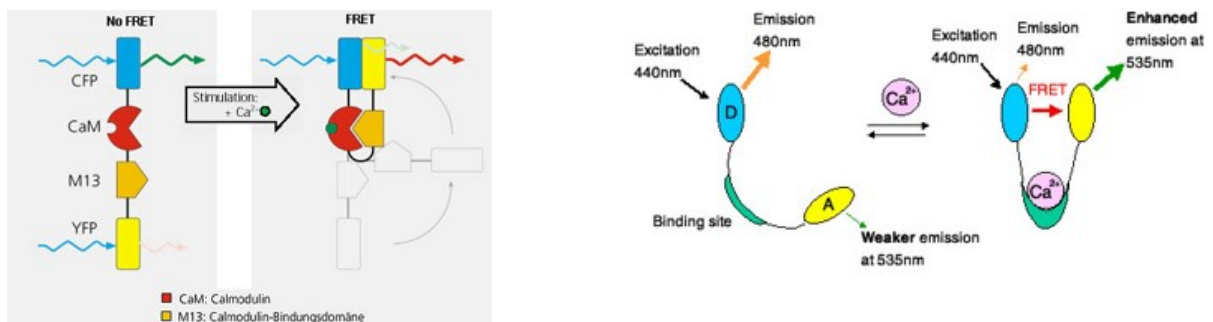 No FRET
FRET
CFP
Stimulation:
+ Ca²⁺
CaM
M13
YFP
CaM: Calmodulin
M13: Calmodulin-Bindungsdomäne
Emission
480nm
Excitation
440nm
D
Binding site
A
Weaker emission
at 535nm
Ca²⁺
Excitation
440nm
Emission
480nm
Enhanced
emission at
535nm
FRET
Ca²⁺